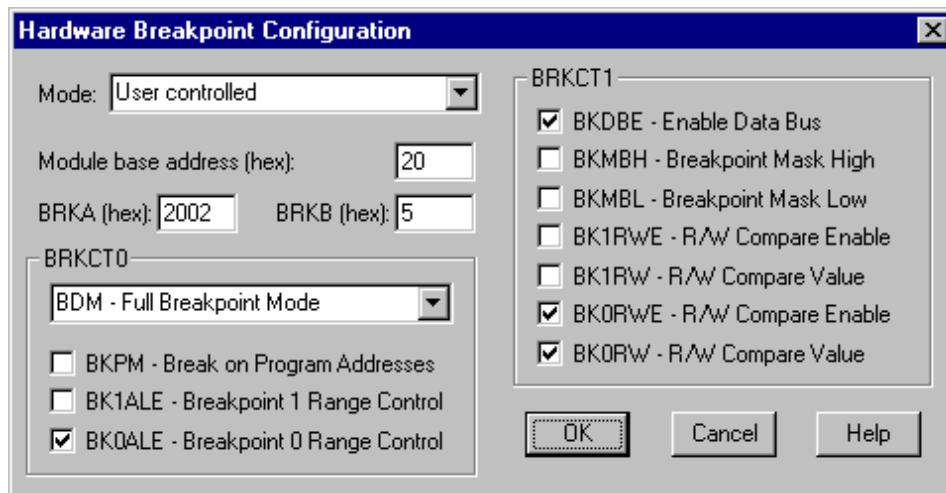 Hardware Breakpoint Configuration
Mode: User controlled
Module base address (hex): 20
BRKA (hex): 2002 BRKB (hex): 5
BRKCT0
BDM - Full Breakpoint Mode
BKPM - Break on Program Addresses
BK1ALE - Breakpoint 1 Range Control
BK0ALE - Breakpoint 0 Range Control
BRKCT1
BKDBE - Enable Data Bus
BKMBH - Breakpoint Mask High
BKMBL - Breakpoint Mask Low
BK1RWE - R/W Compare Enable
BK1RW - R/W Compare Value
BK0RWE - R/W Compare Enable
BK0RW - R/W Compare Value
OK Cancel Help